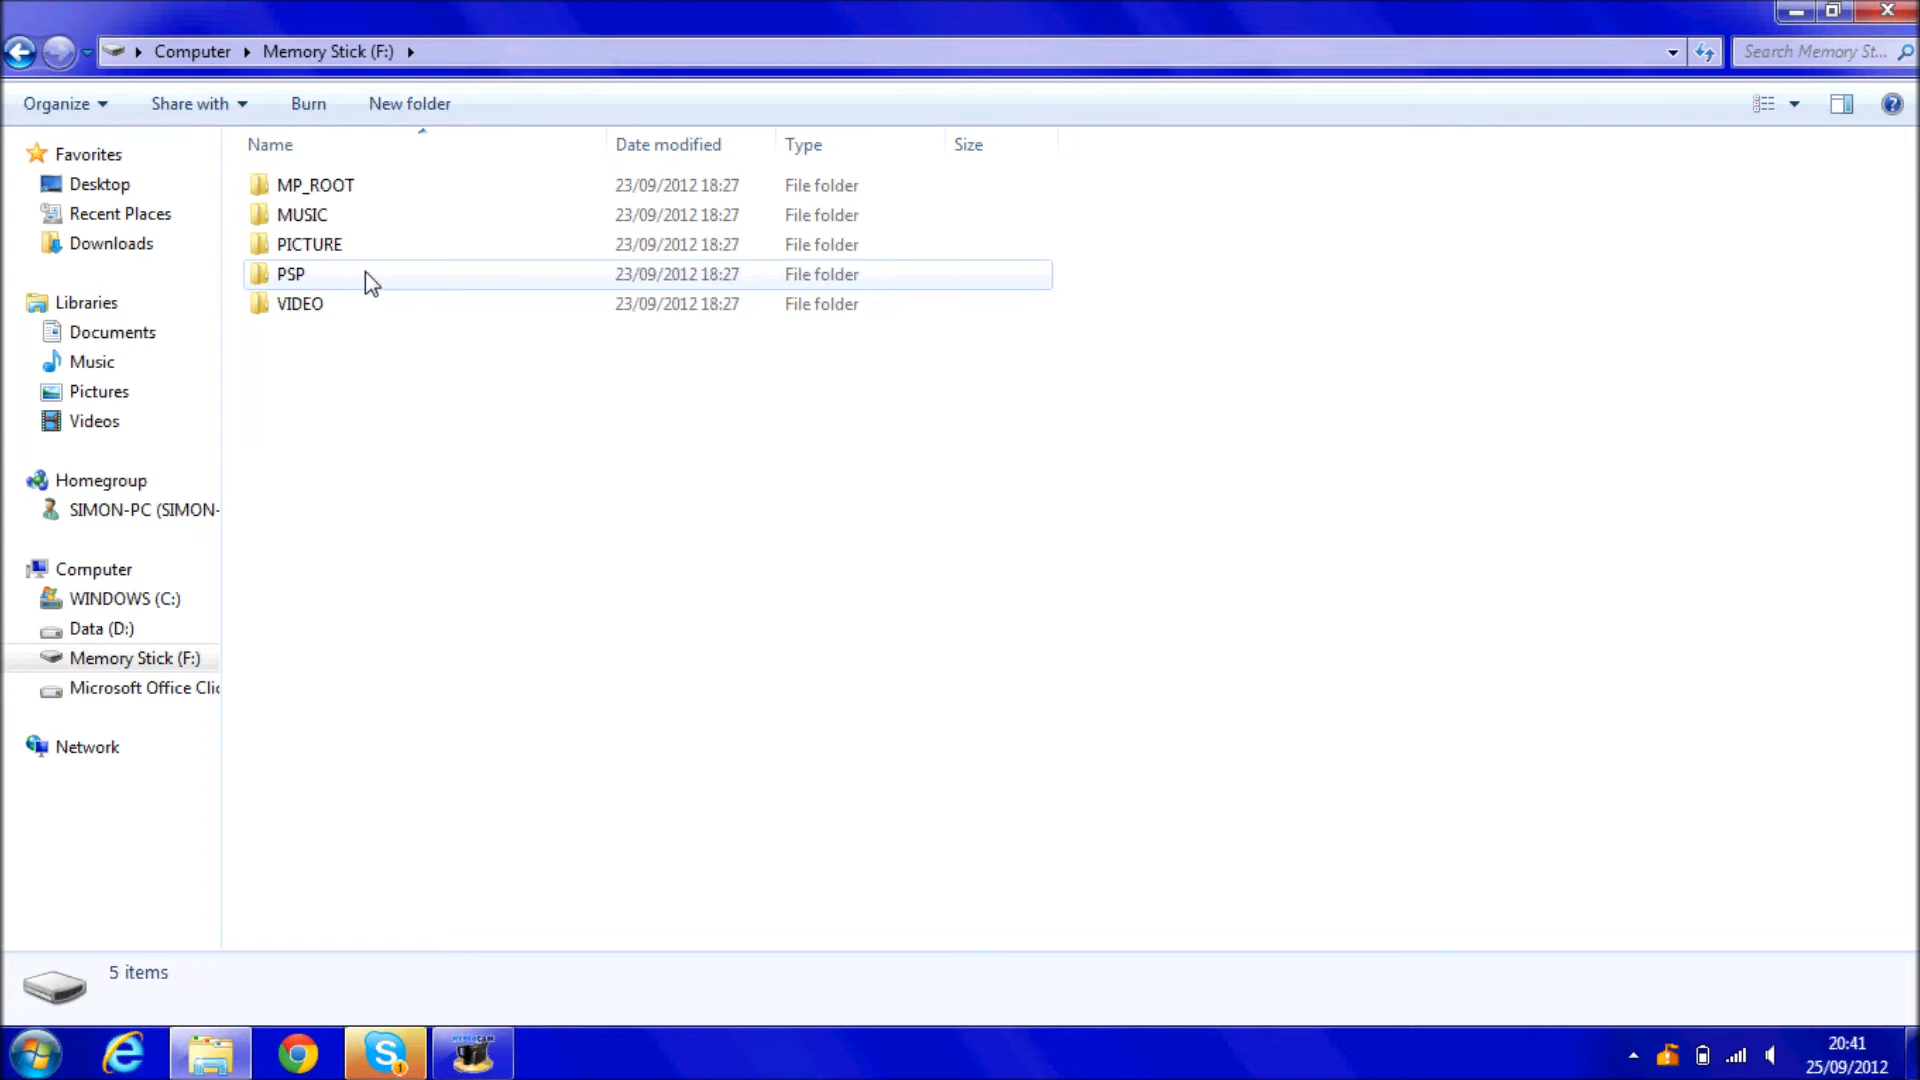 Computer Memory Stick (F:) Search Memory St...
Organize Share with Burn New folder
Name Date modified Type Size
Favorites
Desktop
Recent Places
Downloads
Libraries
Documents
Music
Pictures
Videos
Homegroup
SIMON-PC (SIMON-
Computer
WINDOWS (C:)
Data (D:)
Memory Stick (F:)
Microsoft Office Clic
Network
MP_ROOT 23/09/2012 18:27 File folder
MUSIC 23/09/2012 18:27 File folder
PICTURE 23/09/2012 18:27 File folder
PSP 23/09/2012 18:27 File folder
VIDEO 23/09/2012 18:27 File folder
5 items
HYPERCAM
1
20:41
25/09/2012